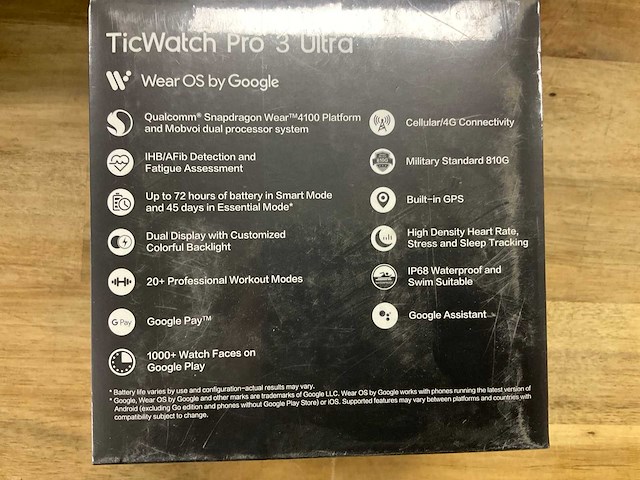 TicWatch Pro 3 Ultra
Wear OS by Google
Qualcomm® Snapdragon Wear™4100 Platform
and Mobvoi dual processor system
IHB/AFib Detection and
Fatigue Assessment
Up to 72 hours of battery in Smart Mode
and 45 days in Essential Mode*
Dual Display with Customized
Colorful Backlight
20+ Professional Workout Modes
G Pay
Google Pay™
1000+ Watch Faces on
Google Play
Cellular/4G Connectivity
810G
Military Standard 810G
Built-in GPS
High Density Heart Rate,
Stress and Sleep Tracking
IP68 Waterproof and
Swim Suitable
Google Assistant
* Battery life varies by use and configuration-actual results may vary.
* Google, Wear OS by Google and other marks are trademarks of Google LLC. Wear OS by Google works with phones running the latest version of
Android (excluding Go edition and phones without Google Play Store) or iOS. Supported features may vary between platforms and countries with
compatibility subject to change.